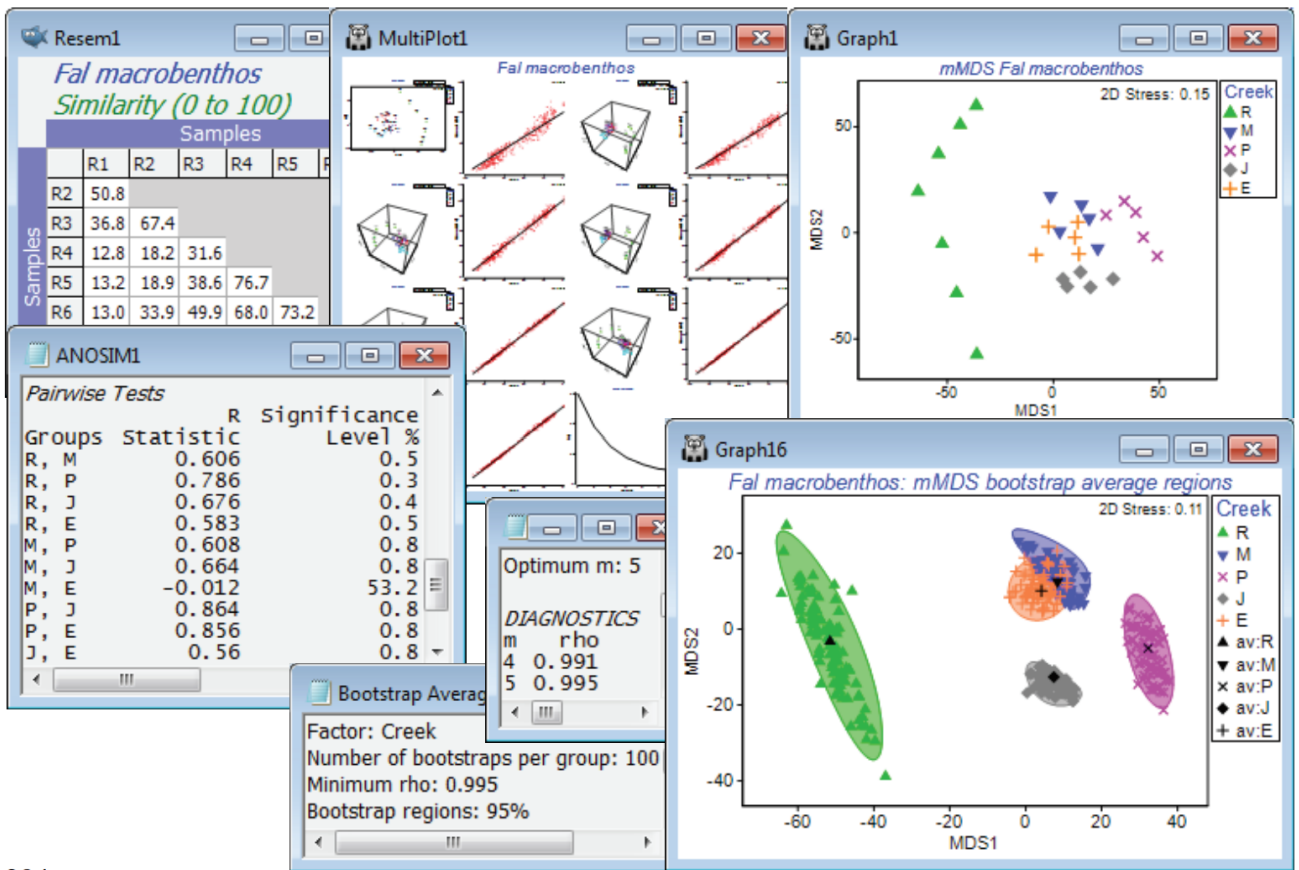 Resem1
Fal macrobenthos
Similarity (0 to 100)
Samples
R1 R2 R3 R4 R5
R2 50.8
R3 36.8 67.4
R4 12.8 18.2 31.6
R5 13.2 18.9 38.6 76.7
R6 13.0 33.9 49.9 68.0 73.2
Samples
MultiPlot1
Fal macrobenthos
Graph1
mMDS Fal macrobenthos
2D Stress: 0.15
Creek
R
M
P
J
E
50
0
-50
MDS2
-50 0 50
MDS1
ANOSIM1
Pairwise Tests
R Significance
Groups Statistic Level %
R, M 0.606 0.5
R, P 0.786 0.3
R, J 0.676 0.4
R, E 0.583 0.5
M, P 0.608 0.8
M, J 0.664 0.8
M, E -0.012 53.2
P, J 0.864 0.8
P, E 0.856 0.8
J, E 0.56 0.8
Optimum m: 5
DIAGNOSTICS
m rho
4 0.991
5 0.995
Bootstrap Averag
Factor: Creek
Number of bootstraps per group: 100
Minimum rho: 0.995
Bootstrap regions: 95%
Graph16
Fal macrobenthos: mMDS bootstrap average regions
2D Stress: 0.11
Creek
R
M
P
J
E
av:R
av:M
av:P
av:J
av:E
20
0
-20
-40
MDS2
-60 -40 -20 0 20 40
MDS1